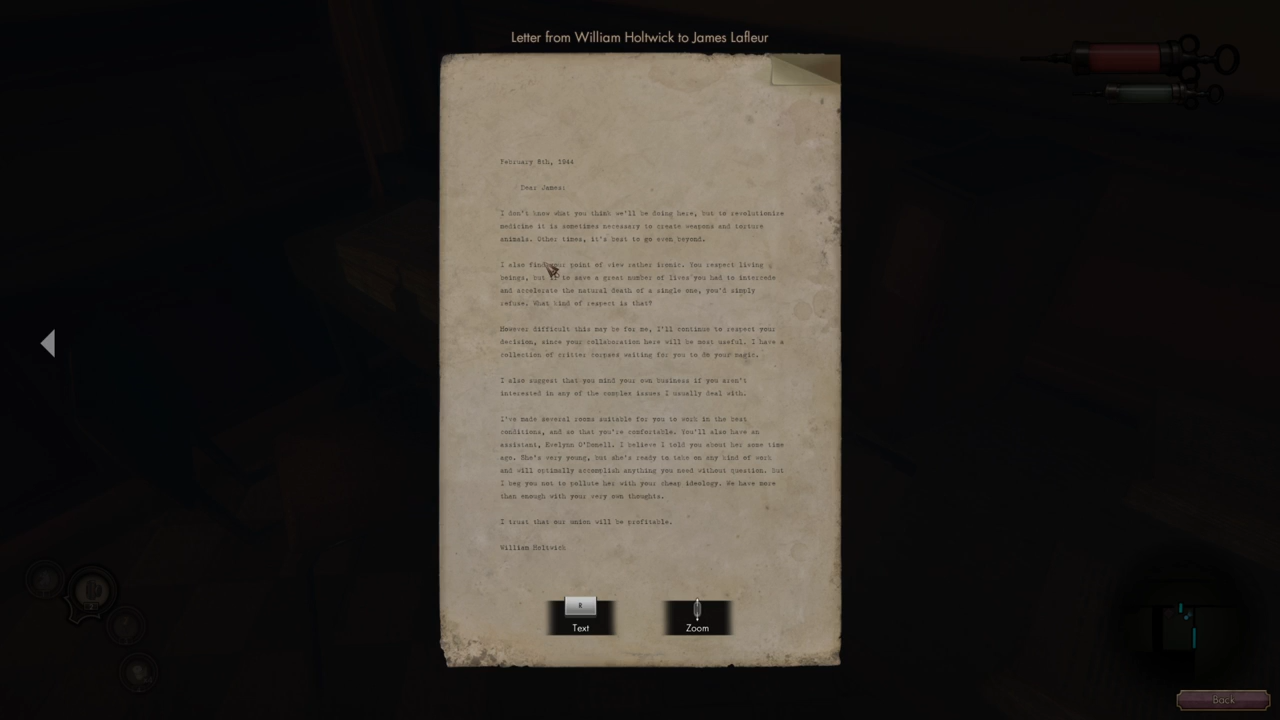 Letter from William Holtwick to James Lafleur
February 8th, 1944
Dear James:
I don't know what you think we'll be doing here, but to revolutionize
medicine it is sometimes necessary to create weapons and torture
animals. Other times, it's best to go even beyond.
I also find your point of view rather ironic. You respect living
beings, but if to save a great number of lives you had to intercede
and accelerate the natural death of a single one, you'd simply
refuse. What kind of respect is that?
However difficult this may be for me, I'll continue to respect your
decision, since your collaboration here will be most useful. I have a
collection of critter corpses waiting for you to do your magic.
I also suggest that you mind your own business if you aren't
interested in any of the complex issues I usually deal with.
I've made several rooms suitable for you to work in the best
conditions, and so that you're comfortable. You'll also have an
assistant, Evelynn O'Donell. I believe I told you about her some time
ago. She's very young, but she's ready to take on any kind of work
and will optimally accomplish anything you need without question. But
I beg you not to pollute her with your cheap ideology. We have more
than enough with your very own thoughts.
I trust that our union will be profitable.
William Holtwick
R
Text
Zoom
2
Back